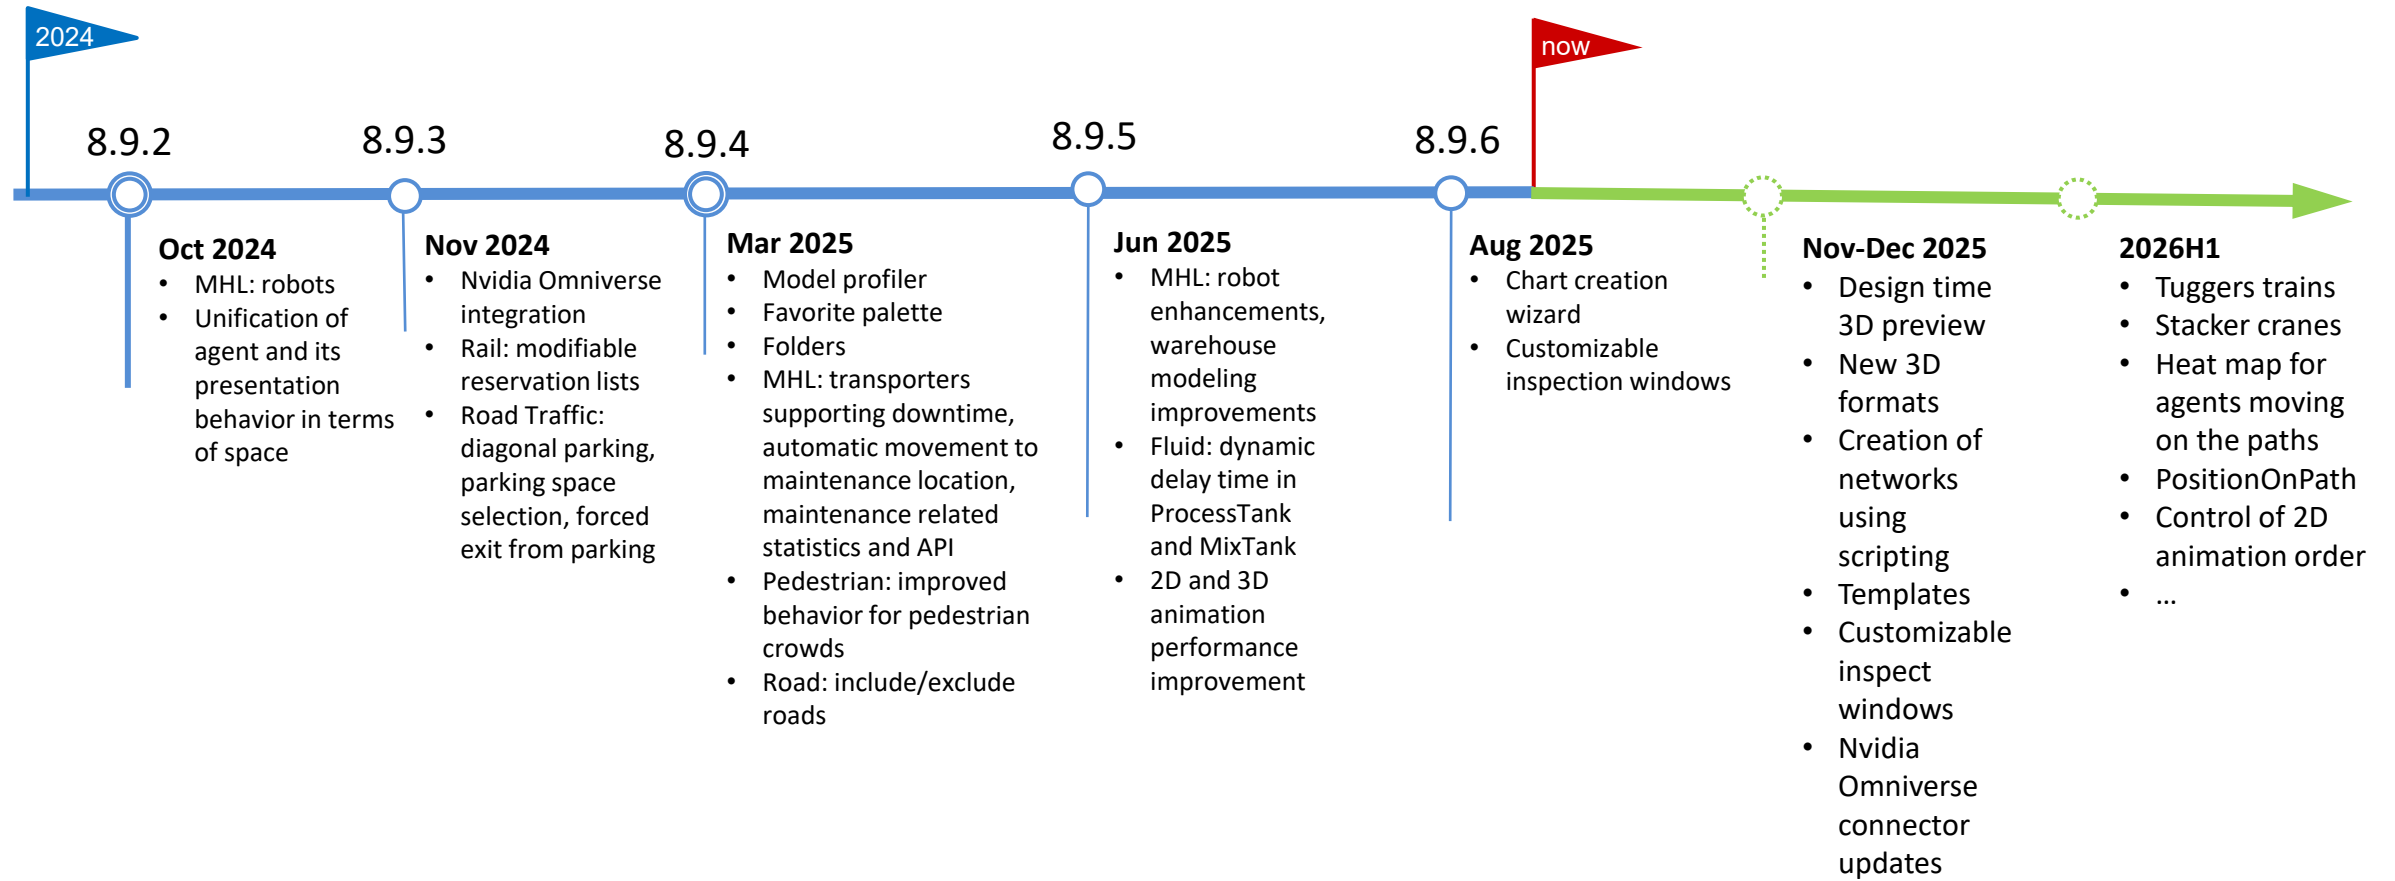 2024
now
8.9.2
8.9.3
8.9.4
8.9.5
8.9.6
Oct 2024
• MHL: robots
• Unification of
agent and its
presentation
behavior in terms
of space
Nov 2024
• Nvidia Omniverse
integration
• Rail: modifiable
reservation lists
• Road Traffic:
diagonal parking,
parking space
selection, forced
exit from parking
Mar 2025
• Model profiler
• Favorite palette
• Folders
• MHL: transporters
supporting downtime,
automatic movement to
maintenance location,
maintenance related
statistics and API
• Pedestrian: improved
behavior for pedestrian
crowds
• Road: include/exclude
roads
Jun 2025
• MHL: robot
enhancements,
warehouse
modeling
improvements
• Fluid: dynamic
delay time in
ProcessTank
and MixTank
• 2D and 3D
animation
performance
improvement
Aug 2025
• Chart creation
wizard
• Customizable
inspection windows
Nov-Dec 2025
• Design time
3D preview
• New 3D
formats
• Creation of
networks
using
scripting
• Templates
• Customizable
inspect
windows
• Nvidia
Omniverse
connector
updates
2026H1
• Tuggers trains
• Stacker cranes
• Heat map for
agents moving
on the paths
• PositionOnPath
• Control of 2D
animation order
• ...